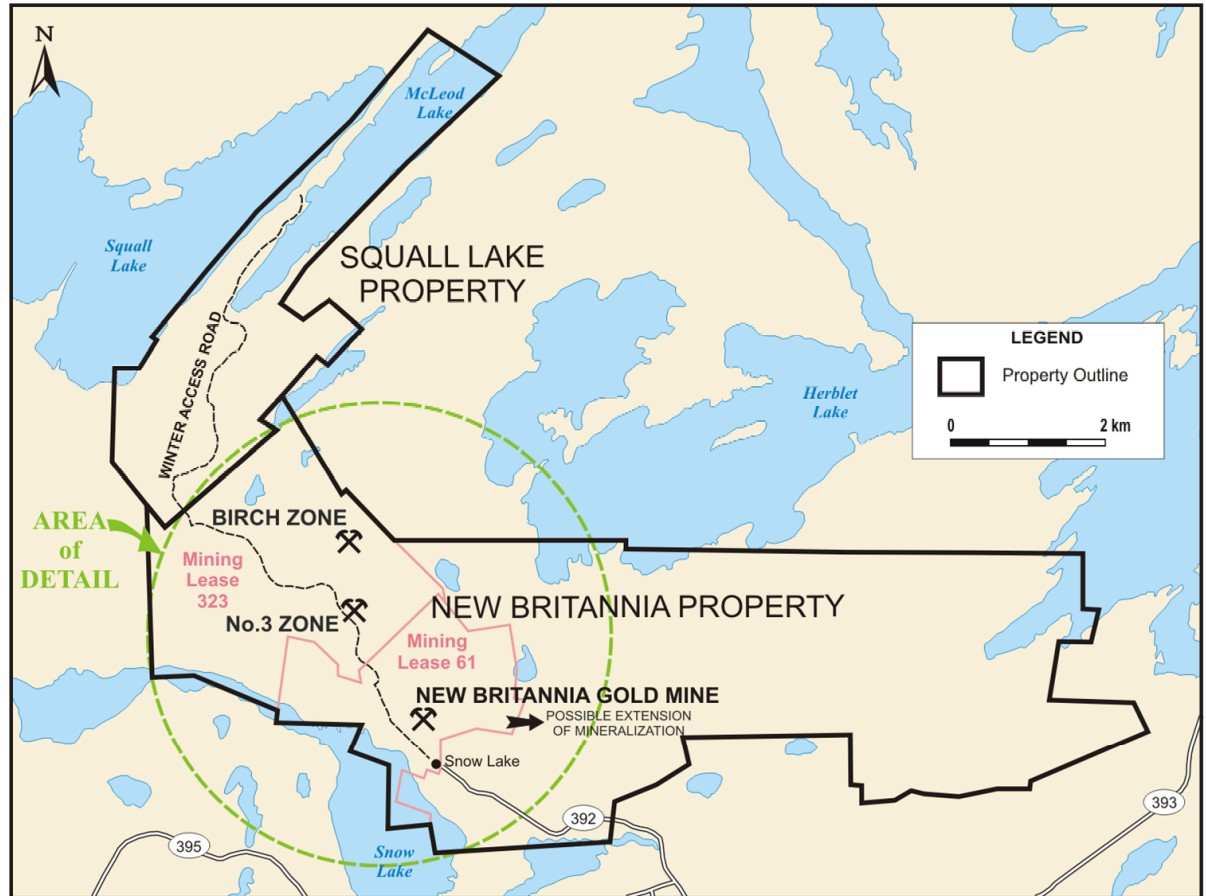 N
McLeod
Lake
Squall
Lake
SQUALL LAKE
PROPERTY
WINTER ACCESS ROAD
LEGEND
Property Outline
0 2 km
Herblet
Lake
AREA
of
DETAIL
BIRCH ZONE
Mining
Lease
323
No.3 ZONE
NEW BRITANNIA PROPERTY
Mining
Lease 61
NEW BRITANNIA GOLD MINE
POSSIBLE EXTENSION
OF MINERALIZATION
Snow Lake
392
393
395
Snow
Lake